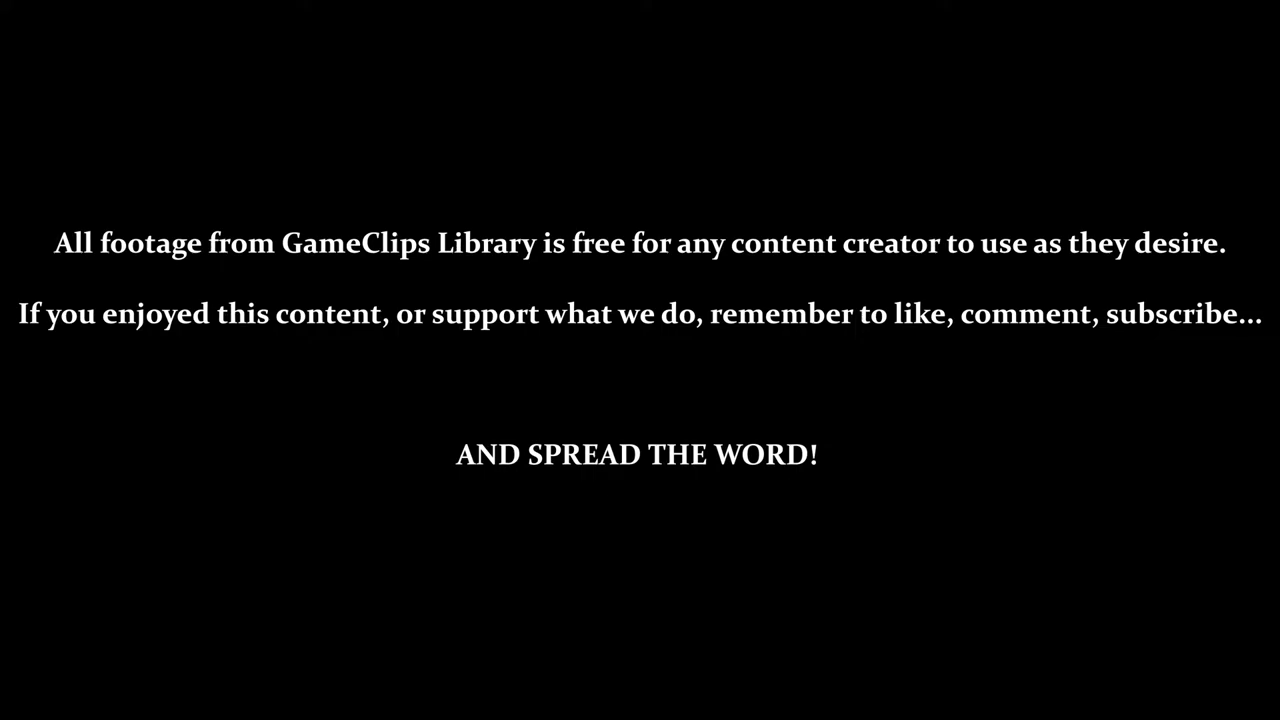 All footage from GameClips Library is free for any content creator to use as they desire.
If you enjoyed this content, or support what we do, remember to like, comment, subscribe...
AND SPREAD THE WORD!